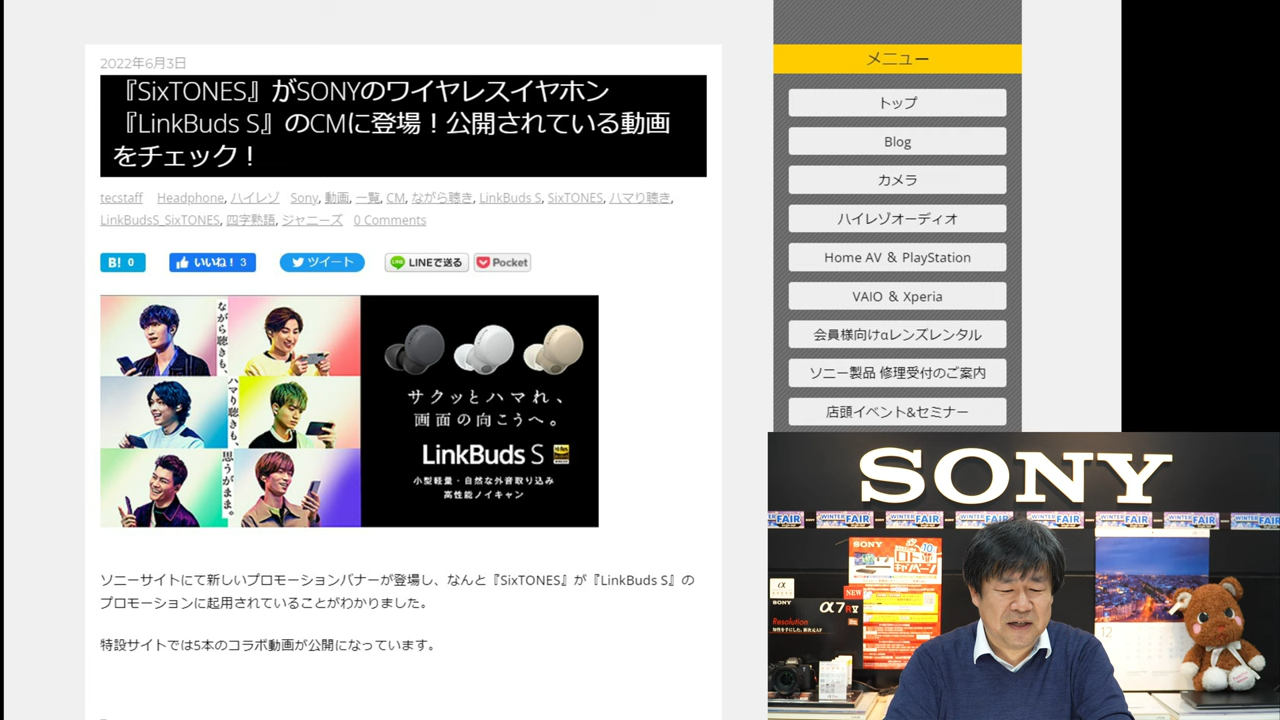 2022年6月3日
『SixTONES』がSONYのワイヤレスイヤホン
『LinkBuds S』のCMに登場！公開されている動画
をチェック！
tecstaff Headphone, ハイレゾ Sony, 動画, 一覧, CM, ながら聴き, LinkBuds S, SixTONES, ハマり聴き,
LinkBudsS_SixTONES, 四字熟語, ジャニーズ 0 Comments
B! 0 いいね！ 3 ツイート LINEで送る Pocket
ながら聴きも、
ハマり聴きも、
思うがまま。
サクッとハマれ、
画面の向こうへ。
LinkBuds S
小型軽量・自然な外音取り込み
高性能ノイキャン
ソニーサイトにて新しいプロモーションバナーが登場し、なんと『SixTONES』が『LinkBuds S』の
プロモーションに起用されていることがわかりました。
特設サイトでは5本のコラボ動画が公開になっています。
メニュー
トップ
Blog
カメラ
ハイレゾオーディオ
Home AV ＆ PlayStation
VAIO ＆ Xperia
会員様向けαレンズレンタル
ソニー製品 修理受付のご案内
店頭イベント&セミナー
SONY
WINTER FAIR
WINTER FAIR
WINTER FAIR
WINTER FAIR
WINTER FAIR
WINTER FAIR
SONY
NEW
α
SONY
α7RV
Resolution
12